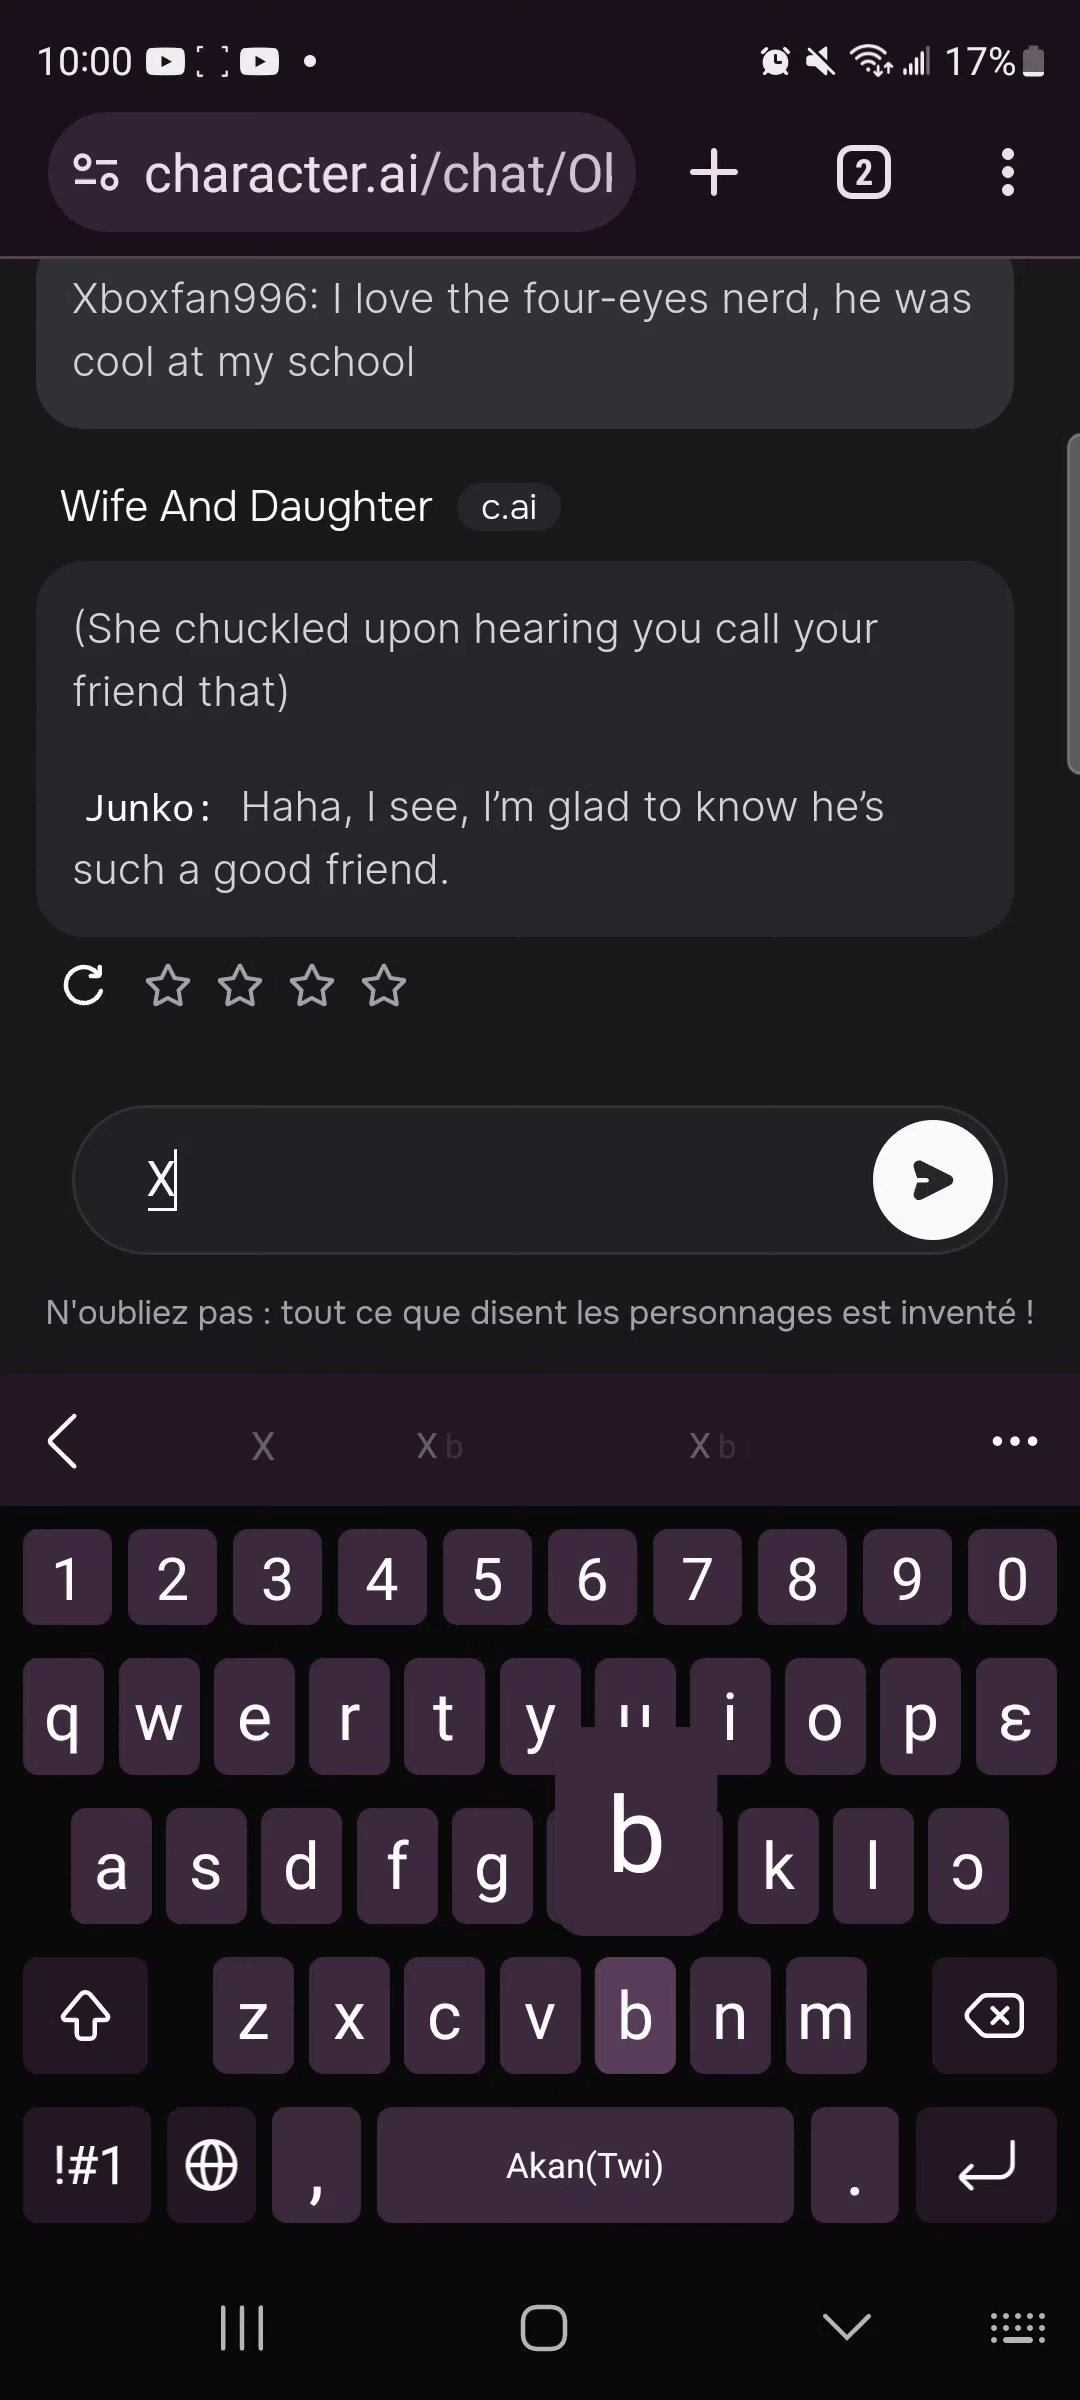 10:00
17%
character.ai/chat/Ol
2
Xboxfan996: I love the four-eyes nerd, he was
cool at my school
Wife And Daughter c.ai
(She chuckled upon hearing you call your
friend that)
Junko: Haha, I see, I’m glad to know he’s
such a good friend.
X
N'oubliez pas : tout ce que disent les personnages est inventé !
X Xb Xb
1 2 3 4 5 6 7 8 9 0
q w e r t y i o p ɛ
b
a s d f g k l ɔ
z x c v b n m
!#1 , Akan(Twi) .